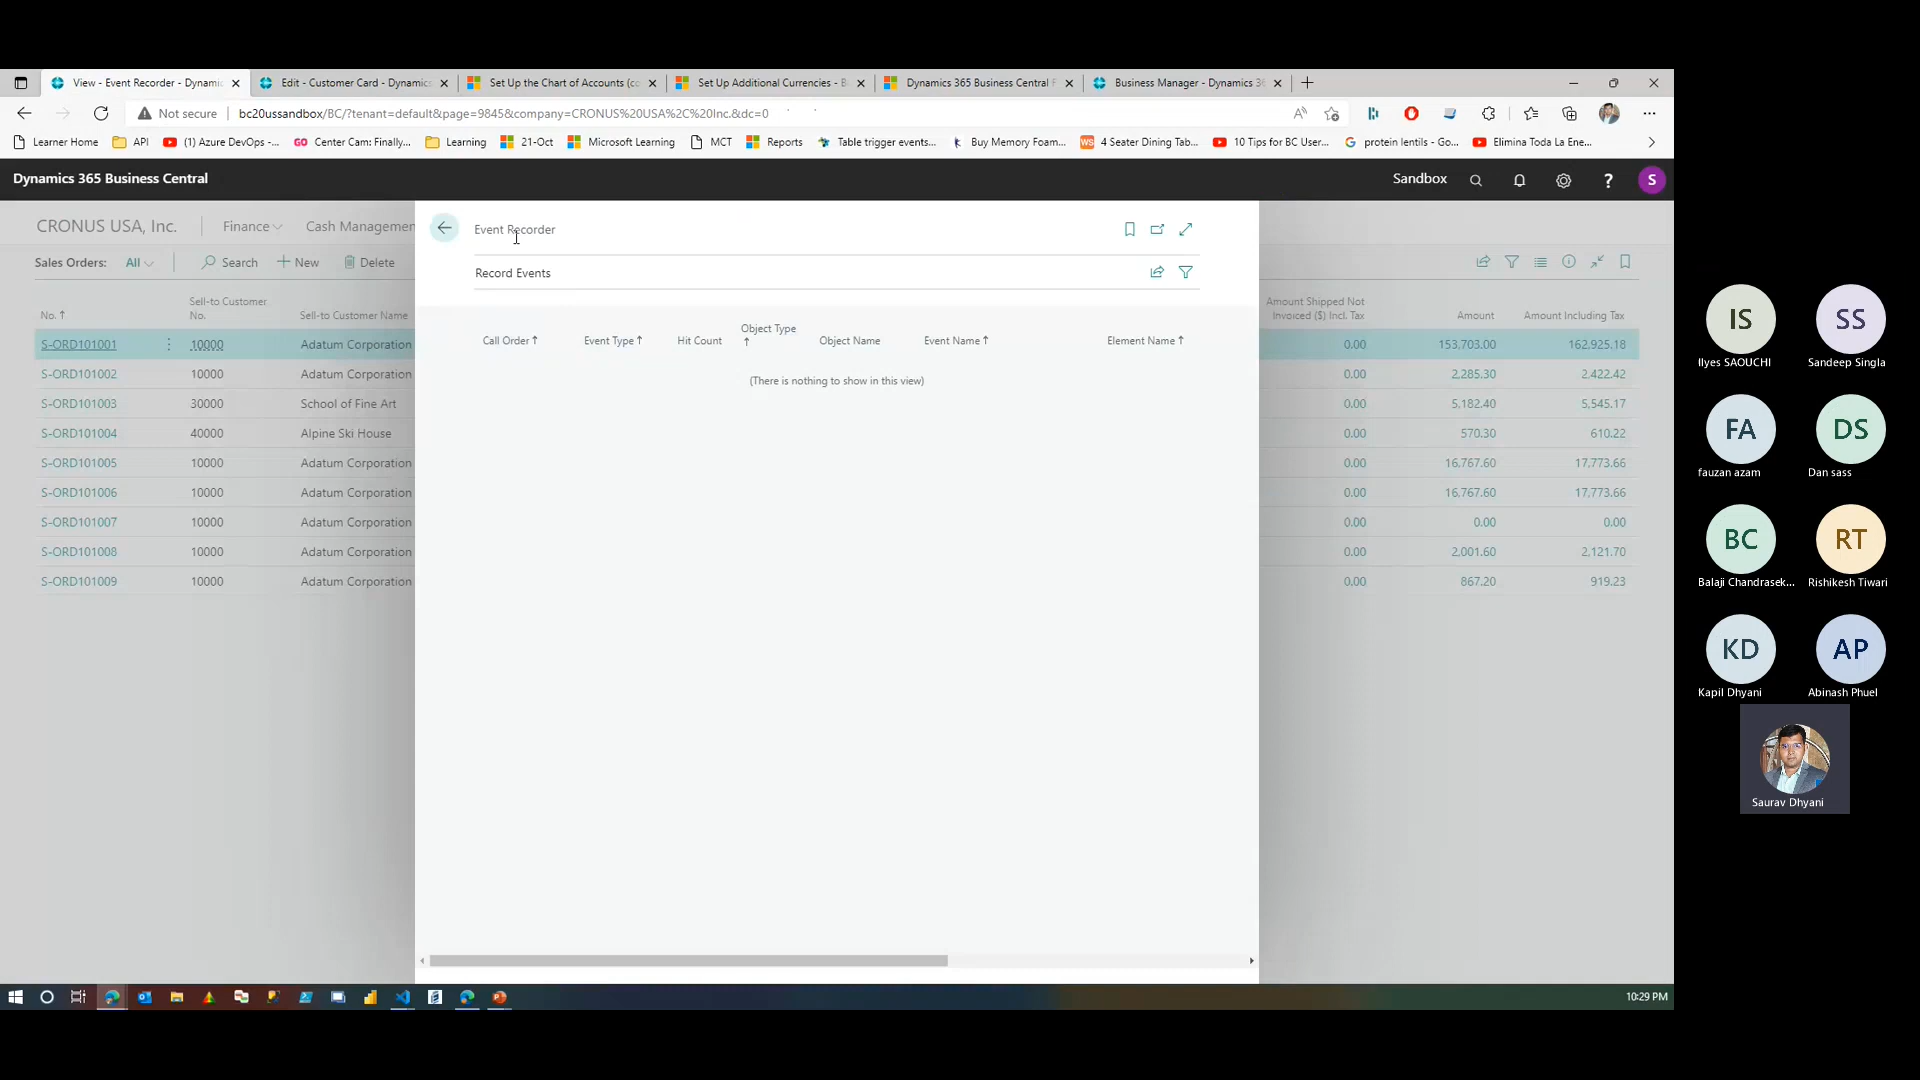 View - Event Recorder - Dynamic
Edit - Customer Card - Dynamics
Set Up the Chart of Accounts (co
Set Up Additional Currencies - B
Dynamics 365 Business Central F
Business Manager - Dynamics 36
Not secure
bc20ussandbox/BC/?tenant=default&page=9845&company=CRONUS%20USA%2C%20Inc.&dc=0
Learner Home
API
(1) Azure DevOps -...
GO Center Cam: Finally...
Learning
21-Oct
Microsoft Learning
MCT
Reports
Table trigger events...
Buy Memory Foam...
WS 4 Seater Dining Tab...
10 Tips for BC User...
protein lentils - Go...
Elimina Toda La Ene...
Dynamics 365 Business Central
Sandbox
?
S
CRONUS USA, Inc.
Finance
Cash Managemen
Event Recorder
Sales Orders: All
Search
New
Delete
Record Events
No. ↑
Sell-to Customer
No.
Sell-to Customer Name
Call Order ↑
Event Type ↑
Hit Count
Object Type
↑
Object Name
Event Name ↑
Element Name ↑
Amount Shipped Not
Invoiced ($) Incl. Tax
Amount
Amount Including Tax
(There is nothing to show in this view)
S-ORD101001 10000 Adatum Corporation 0.00 153,703.00 162,925.18
S-ORD101002 10000 Adatum Corporation 0.00 2,285.30 2,422.42
S-ORD101003 30000 School of Fine Art 0.00 5,182.40 5,545.17
S-ORD101004 40000 Alpine Ski House 0.00 570.30 610.22
S-ORD101005 10000 Adatum Corporation 0.00 16,767.60 17,773.66
S-ORD101006 10000 Adatum Corporation 0.00 16,767.60 17,773.66
S-ORD101007 10000 Adatum Corporation 0.00 0.00 0.00
S-ORD101008 10000 Adatum Corporation 0.00 2,001.60 2,121.70
S-ORD101009 10000 Adatum Corporation 0.00 867.20 919.23
10:29 PM
IS
Ilyes SAOUCHI
SS
Sandeep Singla
FA
fauzan azam
DS
Dan sass
BC
Balaji Chandrasek...
RT
Rishikesh Tiwari
KD
Kapil Dhyani
AP
Abinash Phuel
Saurav Dhyani